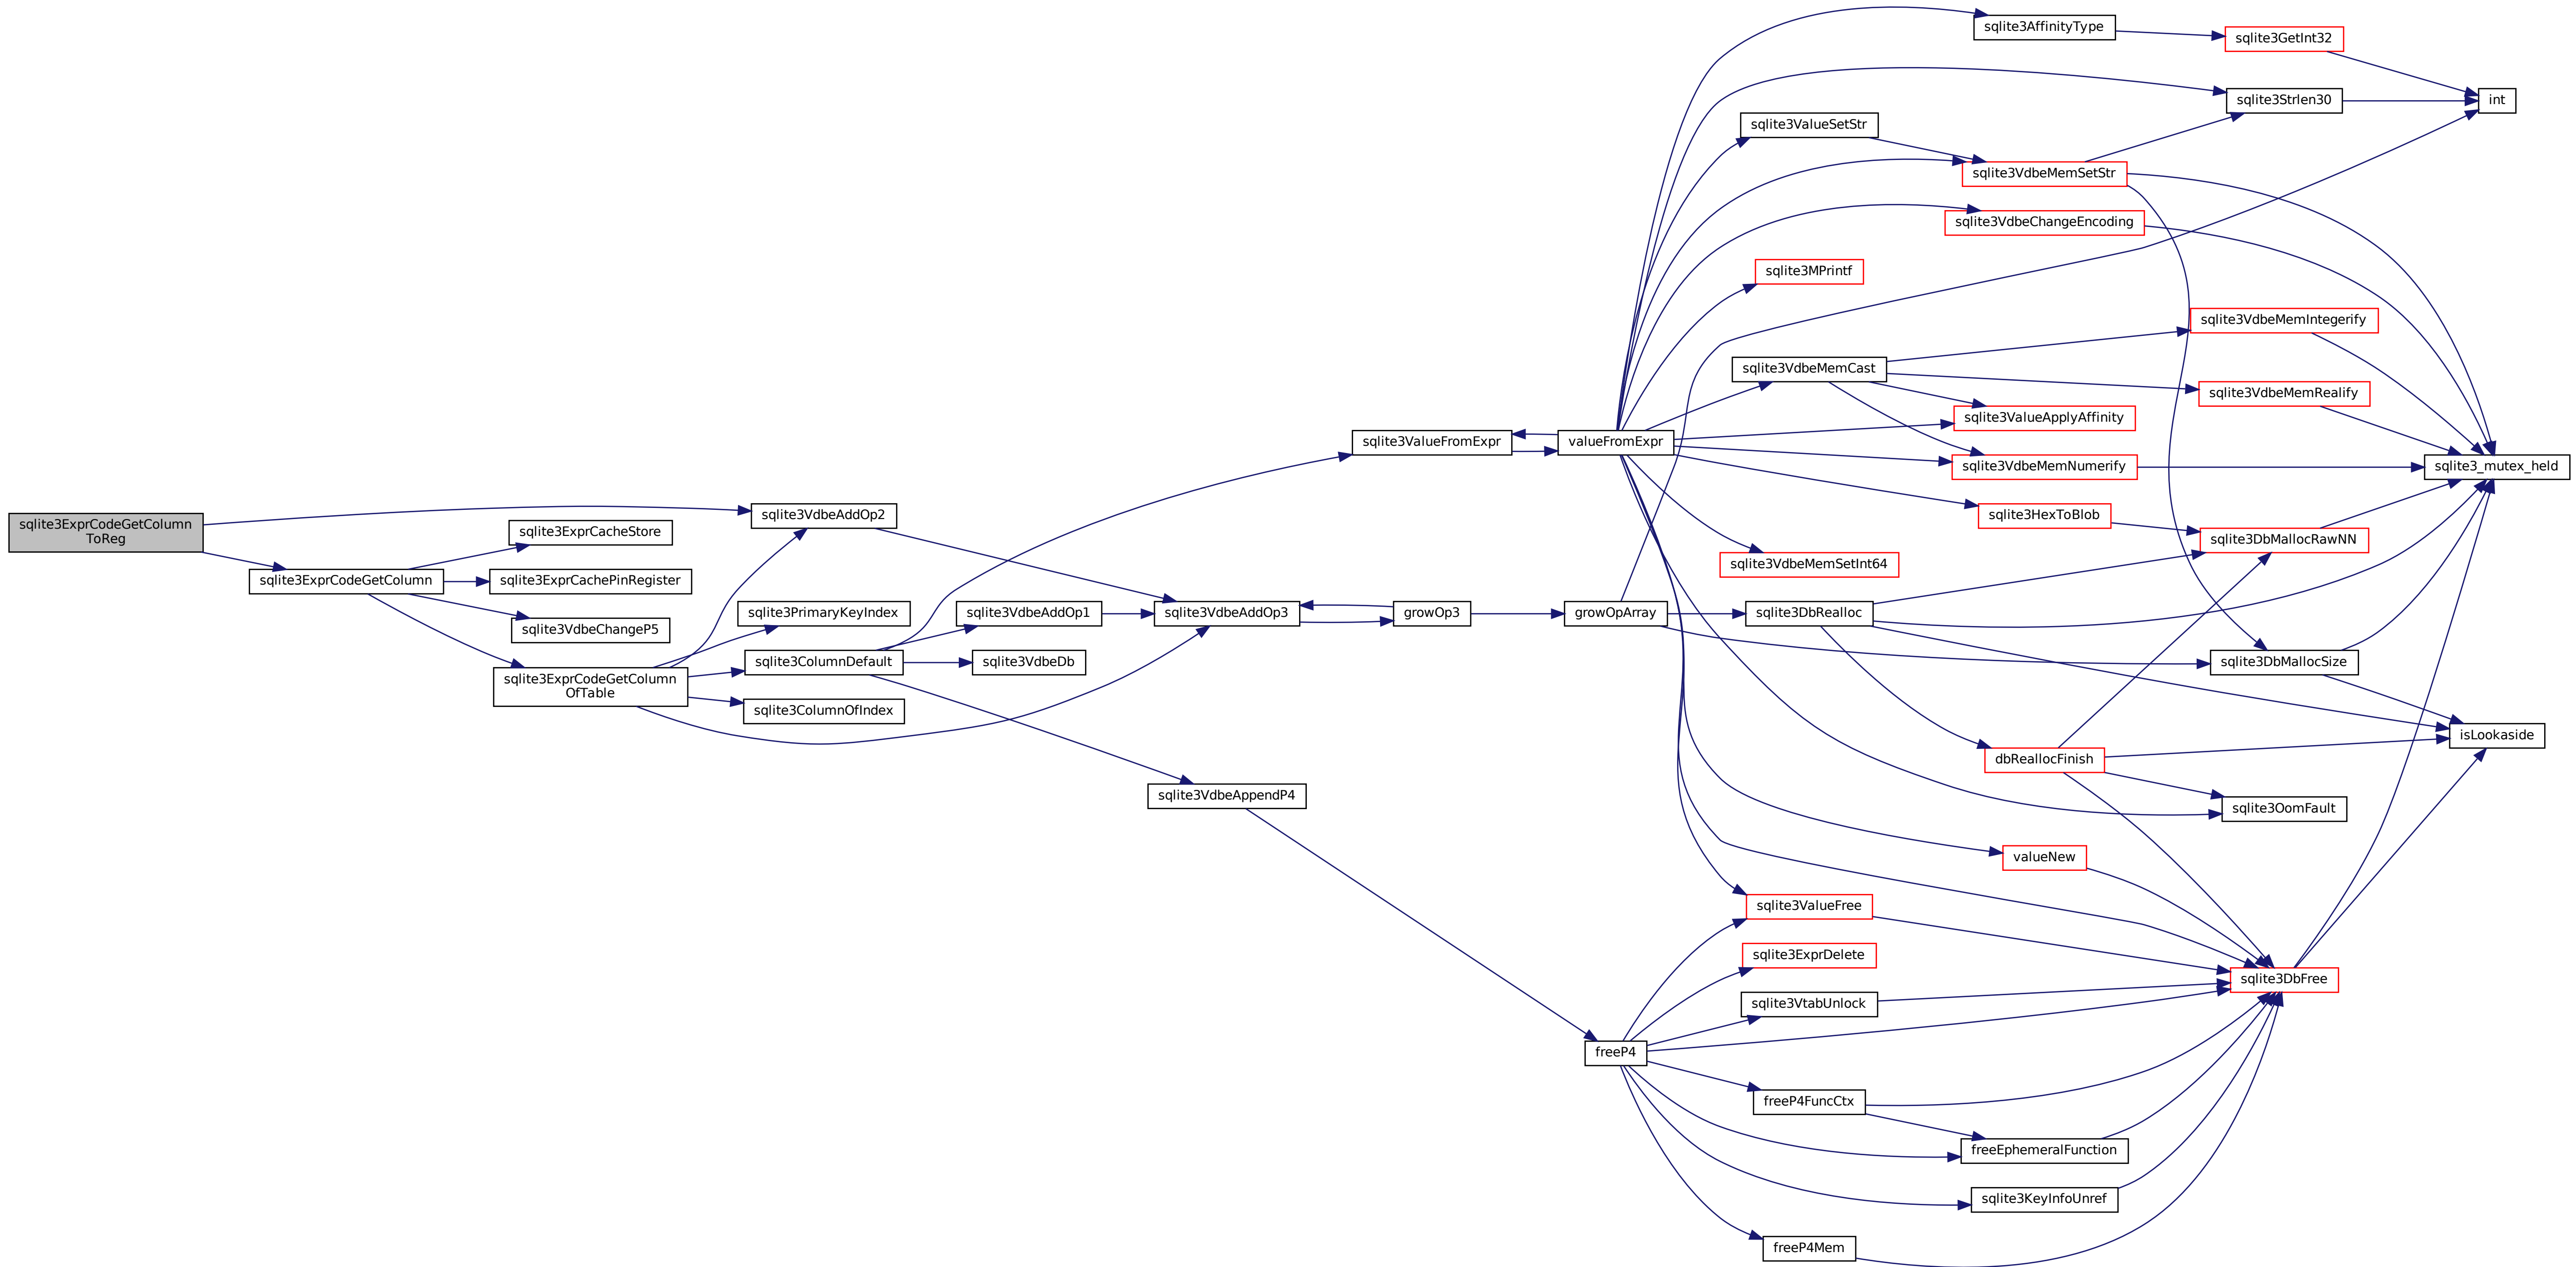 sqlite3ExprCodeGetColumn
ToReg
sqlite3ExprCodeGetColumn
sqlite3ExprCacheStore
sqlite3ExprCachePinRegister
sqlite3VdbeChangeP5
sqlite3ExprCodeGetColumn
OfTable
sqlite3VdbeAddOp2
sqlite3PrimaryKeyIndex
sqlite3ColumnDefault
sqlite3ColumnOfIndex
sqlite3VdbeAddOp1
sqlite3VdbeDb
sqlite3VdbeAddOp3
sqlite3VdbeAppendP4
sqlite3ValueFromExpr
growOp3
valueFromExpr
growOpArray
freeP4
sqlite3ValueSetStr
sqlite3MPrintf
sqlite3VdbeMemCast
sqlite3VdbeMemSetInt64
sqlite3DbRealloc
sqlite3ValueFree
sqlite3ExprDelete
sqlite3VtabUnlock
freeP4FuncCtx
freeP4Mem
sqlite3AffinityType
sqlite3VdbeMemSetStr
sqlite3VdbeChangeEncoding
sqlite3ValueApplyAffinity
sqlite3VdbeMemNumerify
sqlite3HexToBlob
dbReallocFinish
valueNew
freeEphemeralFunction
sqlite3KeyInfoUnref
sqlite3GetInt32
sqlite3Strlen30
sqlite3VdbeMemIntegerify
sqlite3VdbeMemRealify
sqlite3DbMallocRawNN
sqlite3DbMallocSize
sqlite3OomFault
sqlite3DbFree
int
sqlite3_mutex_held
isLookaside